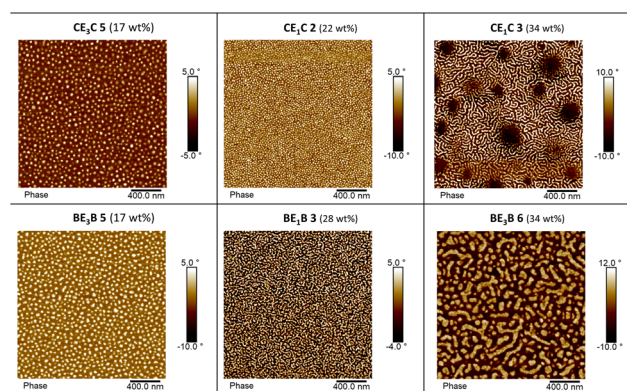 CE₃C 5 (17 wt%)
CE₁C 2 (22 wt%)
CE₁C 3 (34 wt%)
5.0 °
-5.0 °
Phase
400.0 nm
5.0 °
-10.0 °
Phase
400.0 nm
10.0 °
-10.0 °
Phase
400.0 nm
BE₃B 5 (17 wt%)
BE₁B 3 (28 wt%)
BE₃B 6 (34 wt%)
5.0 °
-10.0 °
Phase
400.0 nm
5.0 °
-4.0 °
Phase
400.0 nm
12.0 °
-10.0 °
Phase
400.0 nm